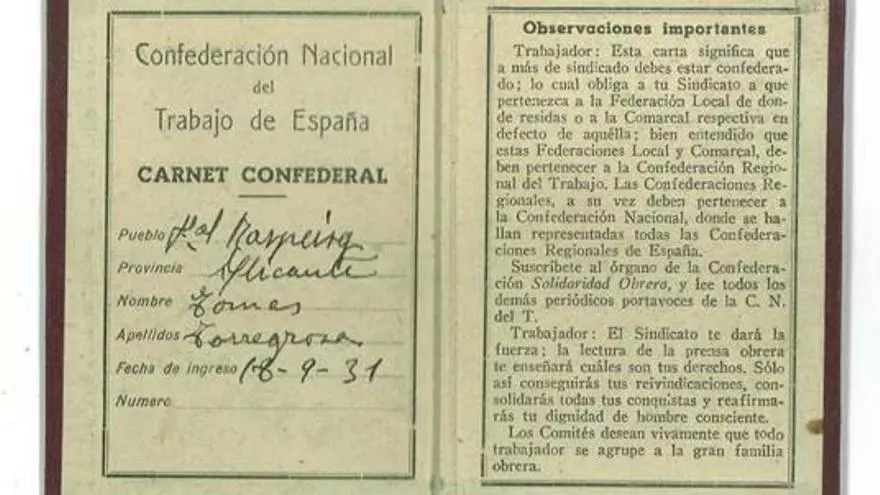 Confederación Nacional
del
Trabajo de España
CARNET CONFEDERAL
Pueblo Raspeig
Provincia Alicante
Nombre Tomas
Apellidos Torregrosa
Fecha de ingreso 18-9-31
Numero
Observaciones importantes
Trabajador: Esta carta significa que
a más de sindicado debes estar confedera-
do; lo cual obliga a tu Sindicato a que
pertenezca a la Federación Local de don-
de residas o a la Comarcal respectiva en
defecto de aquélla; bien entendido que
estas Federaciones Local y Comarcal, de-
ben pertenecer a la Confederación Regio-
nal del Trabajo. Las Confederaciones Re-
gionales, a su vez deben pertenecer a
la Confederación Nacional, donde se ha-
llan representadas todas las Confedera-
ciones Regionales de España.
Suscríbete al órgano de la Confedera-
ción Solidaridad Obrera, y lee todos los
demás periódicos portavoces de la C. N.
del T.
Trabajador: El Sindicato te dará la
fuerza; la lectura de la prensa obrera
te enseñará cuáles son tus derechos. Sólo
así conseguirás tus reivindicaciones, con-
solidarás todas tus conquistas y reafirma-
rás tu dignidad de hombre consciente.
Los Comités desean vivamente que todo
trabajador se agrupe a la gran familia
obrera.